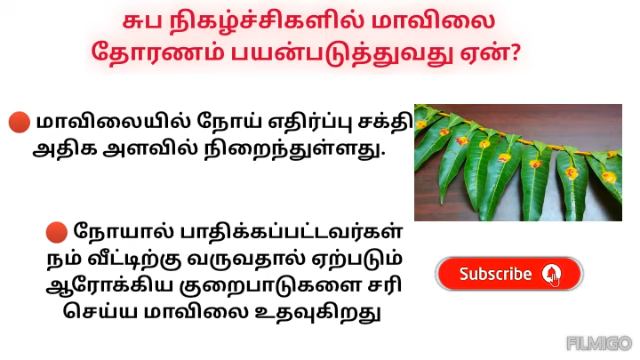 சுப நிகழ்ச்சிகளில் மாவிலை
தோரணம் பயன்படுத்துவது ஏன்?
மாவிலையில் நோய் எதிர்ப்பு சக்தி
அதிக அளவில் நிறைந்துள்ளது.
நோயால் பாதிக்கப்பட்டவர்கள்
நம் வீட்டிற்கு வருவதால் ஏற்படும்
ஆரோக்கிய குறைபாடுகளை சரி
செய்ய மாவிலை உதவுகிறது
Subscribe
FILMIGO